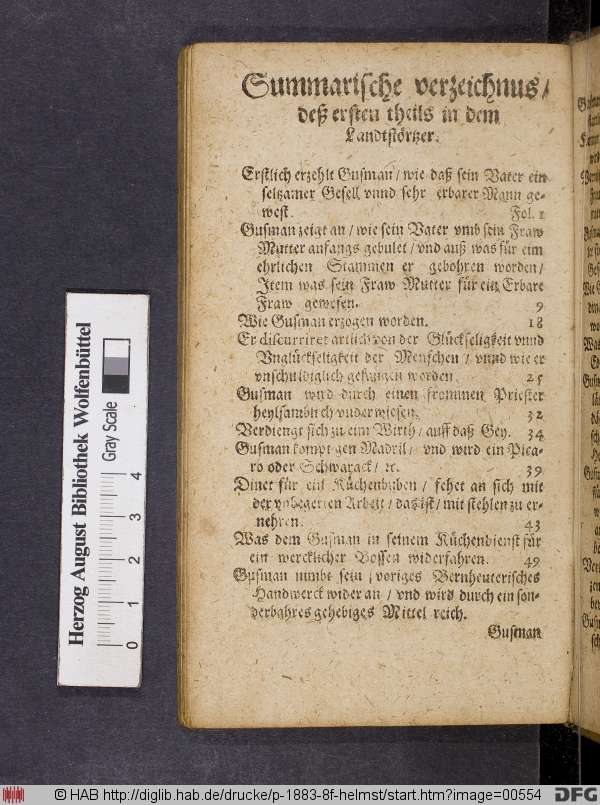 Summarische verzeichnus/
deß ersten theils in dem
Landtstörtzer.
Erstlich erzehlt Gusman/ wie daß sein Vater ein
seltzamer Gesell vnnd sehr erbarer Mann ge-
west. Fol. 1
Gusman zeigt an/ wie sein Vater vmb sein Fraw
Mutter anfangs gebulet/ vnd auß was für eim
ehrlichen Stammen er gebohren worden/
Item was sein Fraw Mutter für ein Erbare
Fraw gewesen. 9
Wie Gusman erzogen worden. 18
Er discurriret artlich von der Glückseligkeit vnnd
Vnglückseligkeit der Menschen/ vnnd wie er
vnschuldiglich gefangen worden. 25
Gusman wird durch einen frommen Priester
heylsamblich vnderwiesen. 32
Verdiengt sich zu eim Wirth/ auff daß Gey. 34
Gusman kompt gen Madril/ vnd wird ein Pica-
ro oder Schwarack/ ꝛc. 39
Dinet für ein Küchenbuben/ fehet an sich mit
der vnbegerten Arbeit/ daß ist/ mit stehlen zu er-
nehren. 43
Was dem Gusman in seinem Küchendienst für
ein wercklicher Bossen widerfahren. 49
Gusman nimbt sein voriges Bernheuterisches
Handwerck wider an/ vnd wird durch ein son-
derbahres gehebiges Mittel reich.
Gusman
Herzog August Bibliothek Wolfenbüttel
Gray Scale
0 1 2 3 4
© HAB http://diglib.hab.de/drucke/p-1883-8f-helmst/start.htm?image=00554
DFG